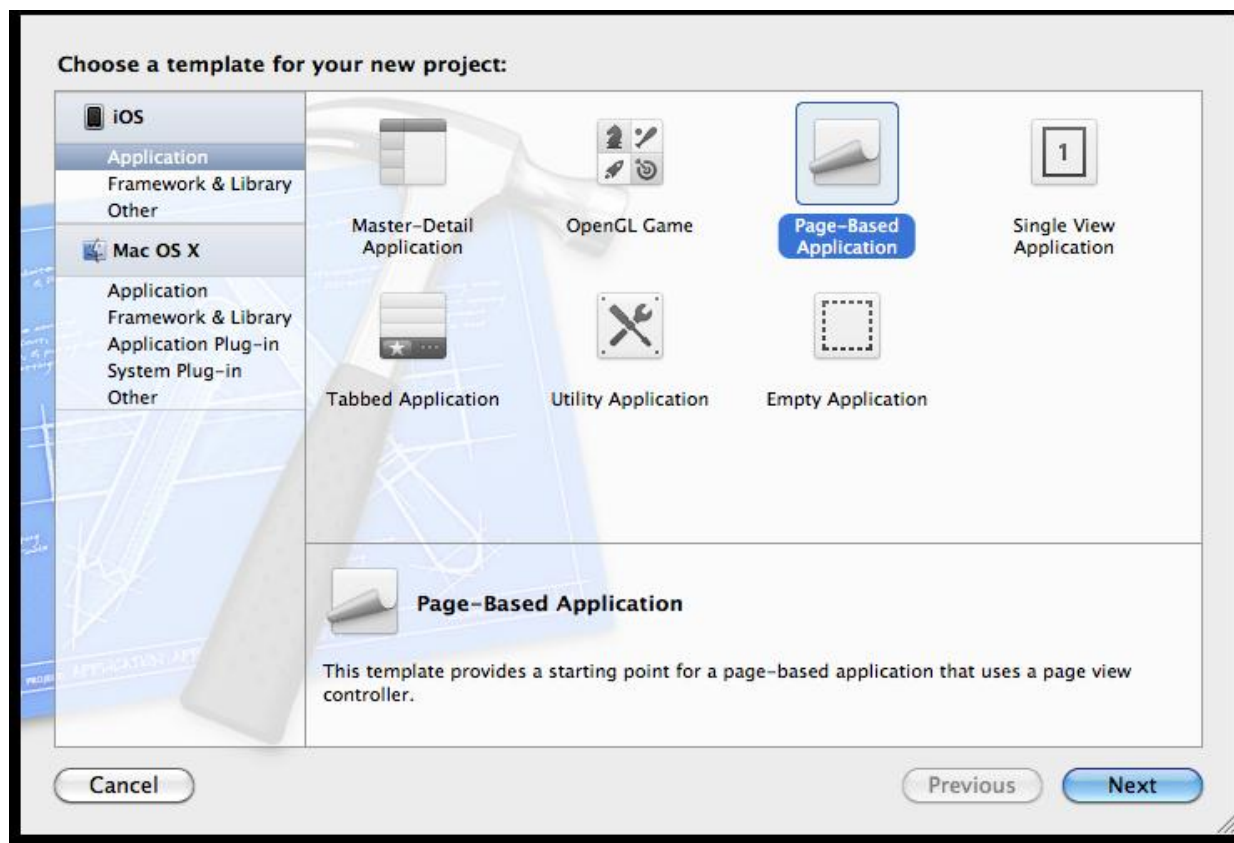 Choose a template for your new project:
iOS
Application
Framework & Library
Other
Mac OS X
Application
Framework & Library
Application Plug-in
System Plug-in
Other
Master-Detail
Application
OpenGL Game
Page-Based
Application
1
Single View
Application
Tabbed Application
Utility Application
Empty Application
Page-Based Application
This template provides a starting point for a page-based application that uses a page view
controller.
Cancel
Previous
Next